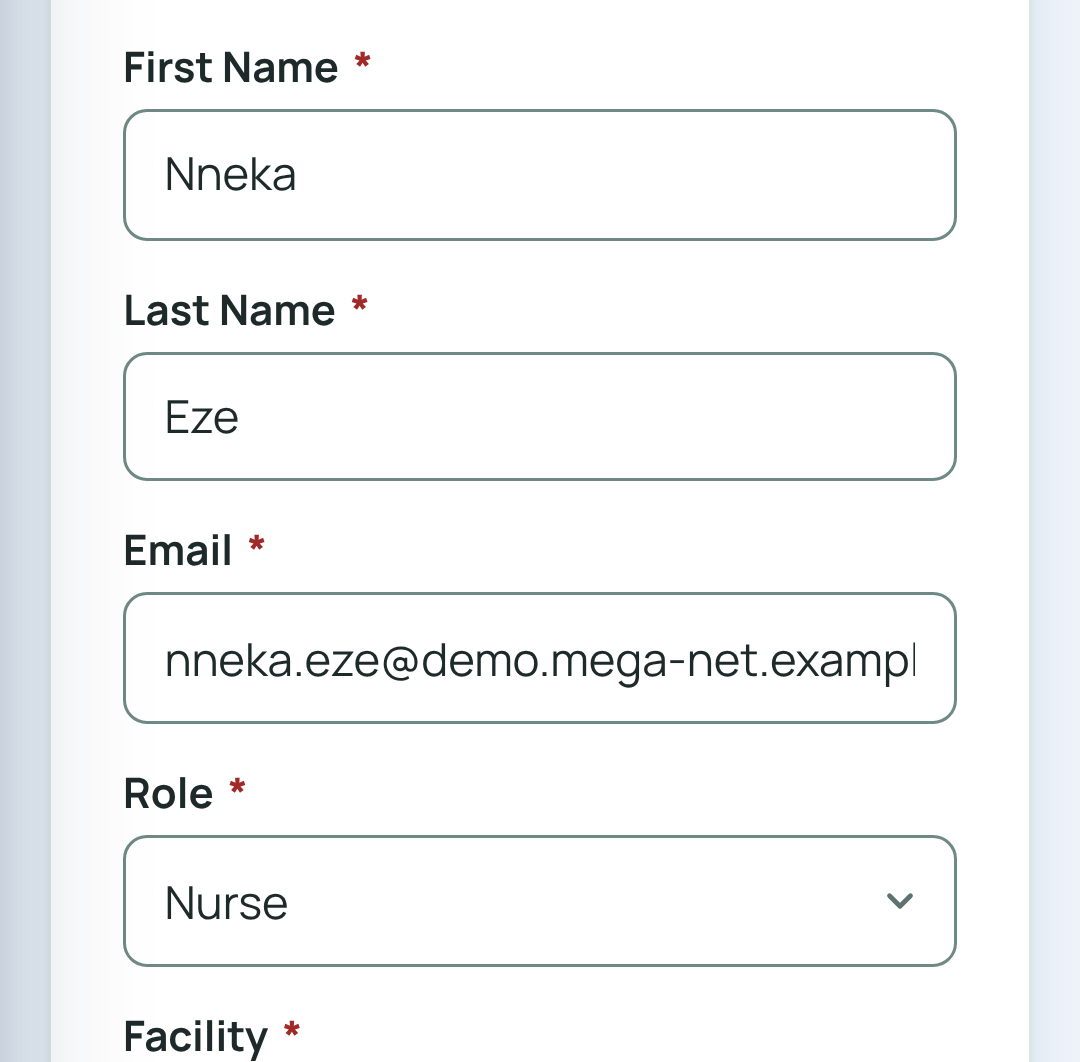 First Name *
Nneka
Last Name *
Eze
Email *
nneka.eze@demo.mega-net.exampl
Role *
Nurse
Facility *